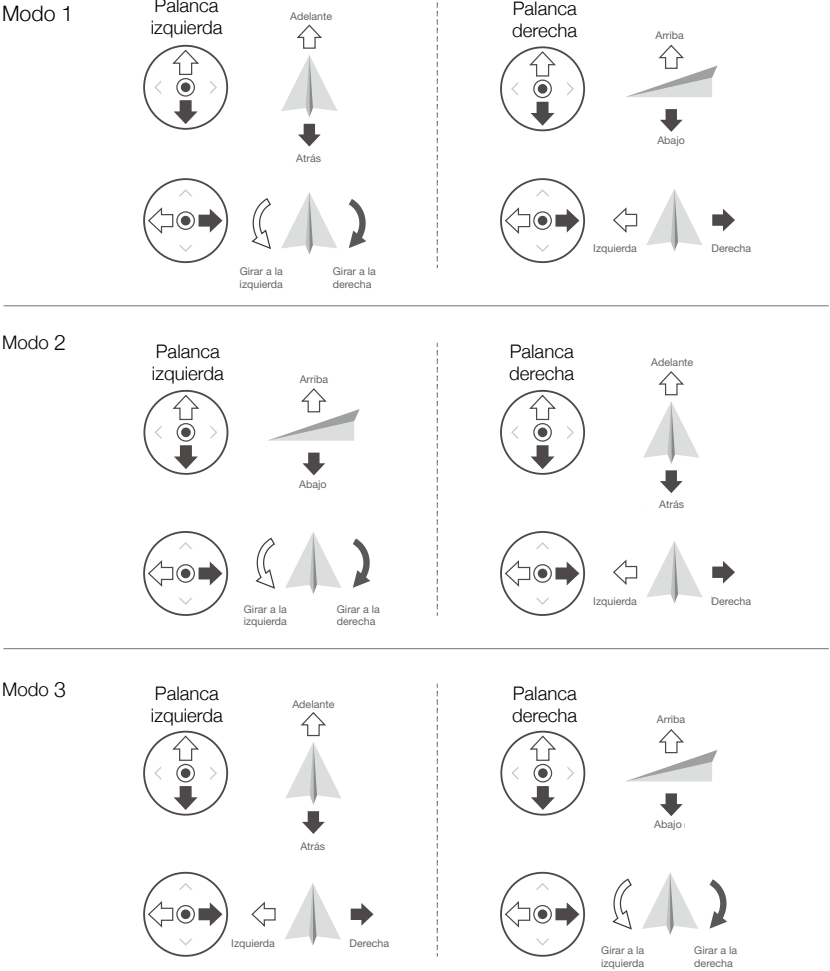 Modo 1
Palanca
izquierda
Adelante
Atrás
Girar a la
izquierda
Girar a la
derecha
Palanca
derecha
Arriba
Abajo
Izquierda
Derecha
Modo 2
Palanca
izquierda
Arriba
Abajo
Girar a la
izquierda
Girar a la
derecha
Palanca
derecha
Adelante
Atrás
Izquierda
Derecha
Modo 3
Palanca
izquierda
Adelante
Atrás
Izquierda
Derecha
Palanca
derecha
Arriba
Abajo
Girar a la
izquierda
Girar a la
derecha